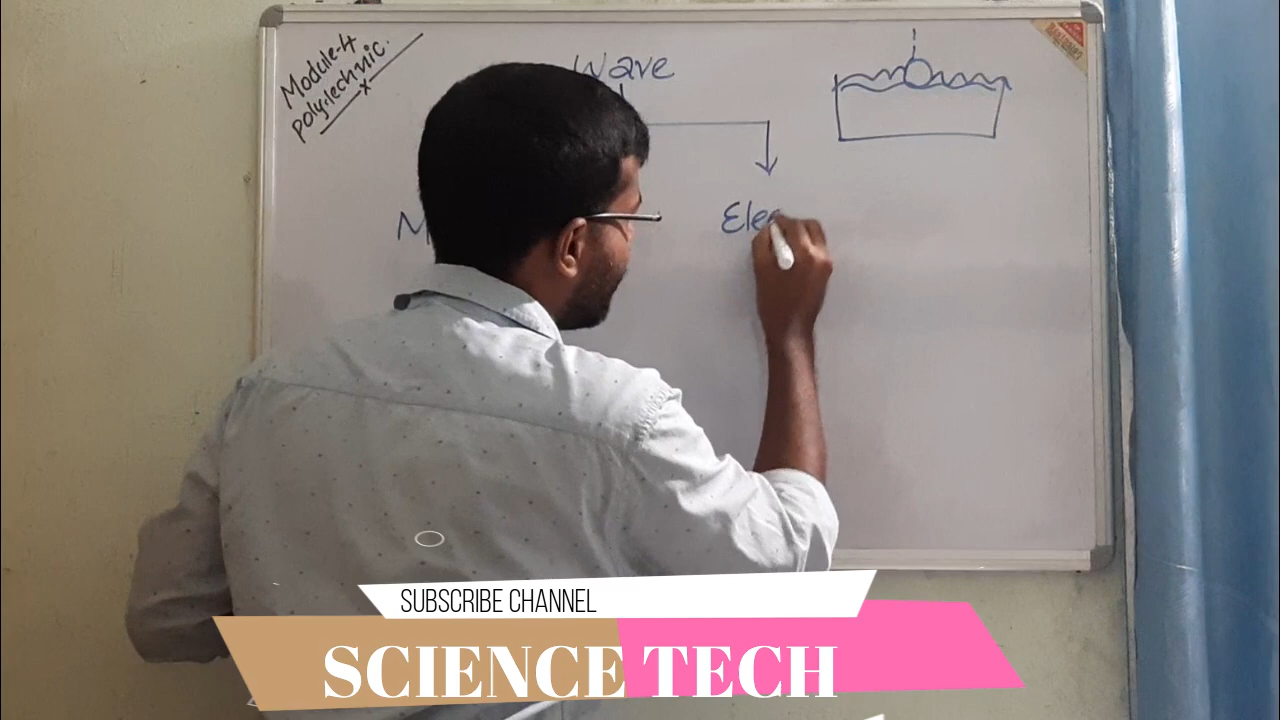 Module-4
polytechnic.
x
Wave
M
Elec
SUBSCRIBE CHANNEL
SCIENCE TECH